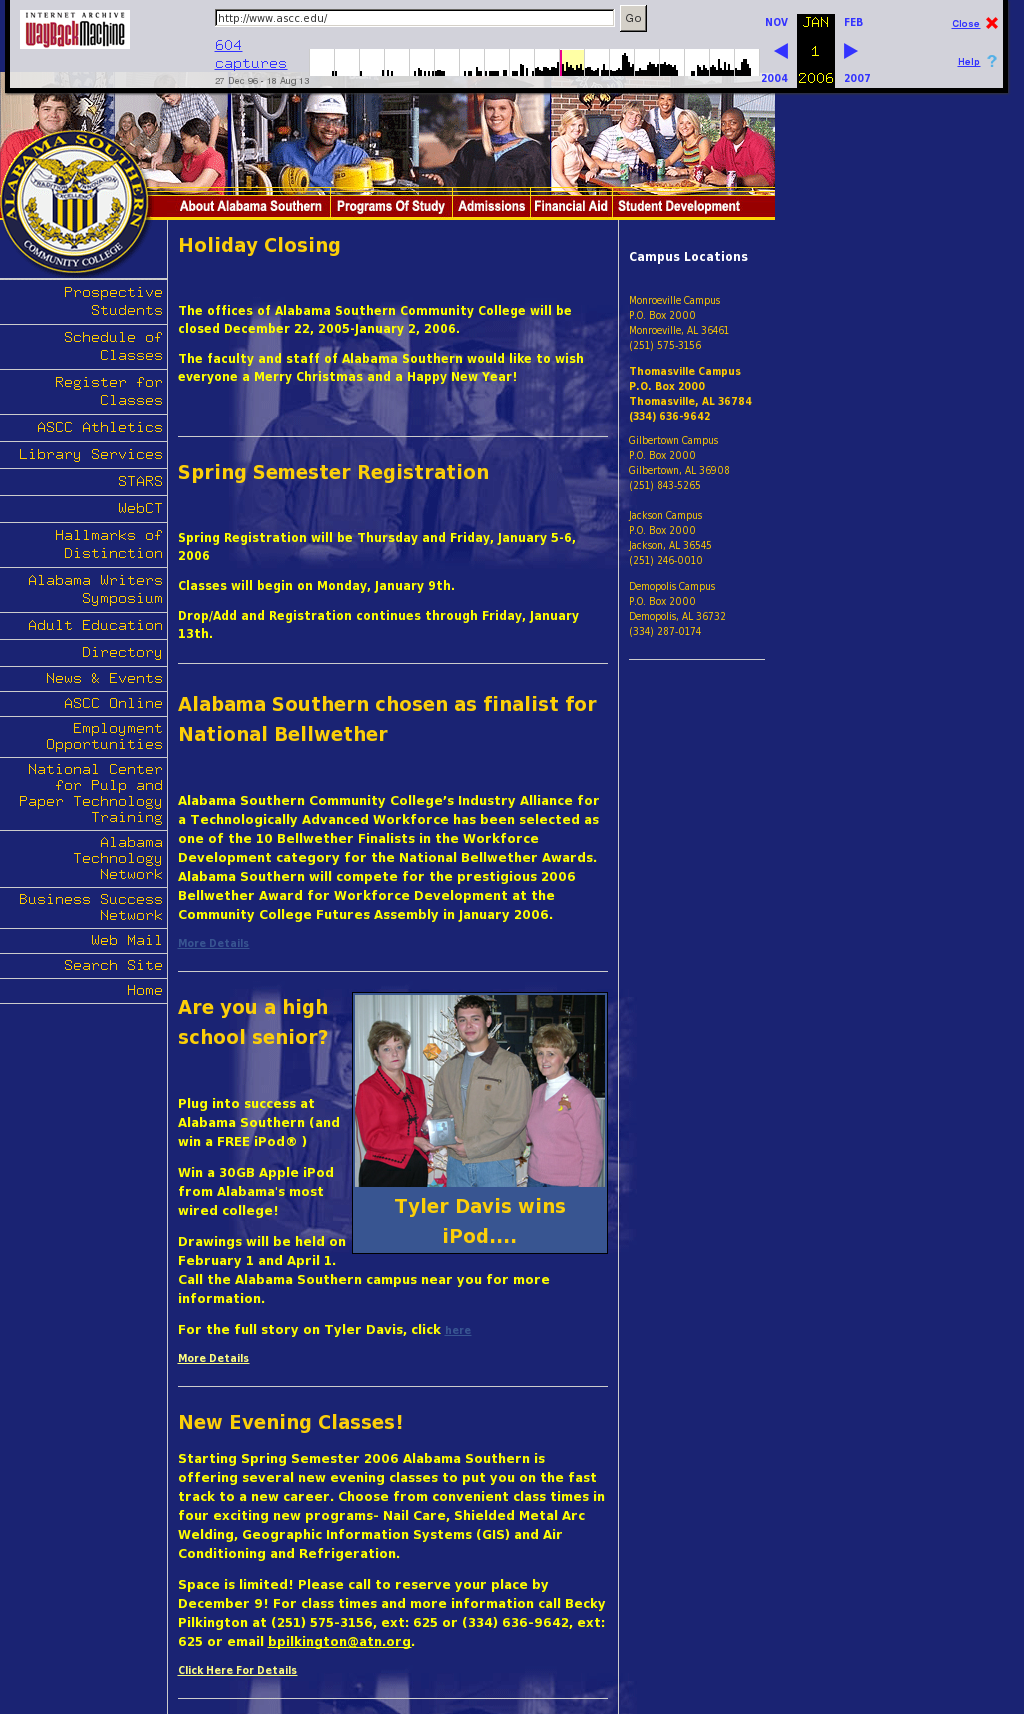 INTERNET ARCHIVE
WayBackMachine
http://www.ascc.edu/
Go
604
captures
27 Dec 96 - 18 Aug 13
NOV
JAN
FEB
1
2004
2006
2007
Close
Help
?
ALABAMA SOUTHERN
COMMUNITY COLLEGE
About Alabama Southern
Programs Of Study
Admissions
Financial Aid
Student Development
Prospective
Students
Schedule of
Classes
Register for
Classes
ASCC Athletics
Library Services
STARS
WebCT
Hallmarks of
Distinction
Alabama Writers
Symposium
Adult Education
Directory
News & Events
ASCC Online
Employment
Opportunities
National Center
for Pulp and
Paper Technology
Training
Alabama
Technology
Network
Business Success
Network
Web Mail
Search Site
Home
Holiday Closing
The offices of Alabama Southern Community College will be
closed December 22, 2005-January 2, 2006.
The faculty and staff of Alabama Southern would like to wish
everyone a Merry Christmas and a Happy New Year!
Spring Semester Registration
Spring Registration will be Thursday and Friday, January 5-6,
2006
Classes will begin on Monday, January 9th.
Drop/Add and Registration continues through Friday, January
13th.
Alabama Southern chosen as finalist for
National Bellwether
Alabama Southern Community College’s Industry Alliance for
a Technologically Advanced Workforce has been selected as
one of the 10 Bellwether Finalists in the Workforce
Development category for the National Bellwether Awards.
Alabama Southern will compete for the prestigious 2006
Bellwether Award for Workforce Development at the
Community College Futures Assembly in January 2006.
More Details
Are you a high
school senior?
Plug into success at
Alabama Southern (and
win a FREE iPod® )
Win a 30GB Apple iPod
from Alabama's most
wired college!
Drawings will be held on
February 1 and April 1.
Call the Alabama Southern campus near you for more
information.
Tyler Davis wins
iPod....
For the full story on Tyler Davis, click here
More Details
New Evening Classes!
Starting Spring Semester 2006 Alabama Southern is
offering several new evening classes to put you on the fast
track to a new career. Choose from convenient class times in
four exciting new programs- Nail Care, Shielded Metal Arc
Welding, Geographic Information Systems (GIS) and Air
Conditioning and Refrigeration.
Space is limited! Please call to reserve your place by
December 9! For class times and more information call Becky
Pilkington at (251) 575-3156, ext: 625 or (334) 636-9642, ext:
625 or email bpilkington@atn.org.
Click Here For Details
Campus Locations
Monroeville Campus
P.O. Box 2000
Monroeville, AL 36461
(251) 575-3156
Thomasville Campus
P.O. Box 2000
Thomasville, AL 36784
(334) 636-9642
Gilbertown Campus
P.O. Box 2000
Gilbertown, AL 36908
(251) 843-5265
Jackson Campus
P.O. Box 2000
Jackson, AL 36545
(251) 246-0010
Demopolis Campus
P.O. Box 2000
Demopolis, AL 36732
(334) 287-0174